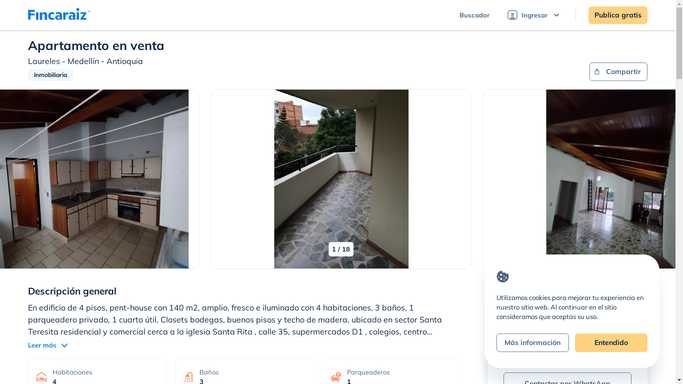 Fincaraiz
Buscador
Ingresar
Publica gratis
Apartamento en venta
Laureles - Medellín - Antioquia
Inmobiliaria
Compartir
1 / 18
Descripción general
En edificio de 4 pisos, pent-house con 140 m2, amplio, fresco e iluminado con 4 habitaciones, 3 baños, 1
parqueadero privado, 1 cuarto útil, Closets bodegas, buenos pisos y techo de madera, ubicado en sector Santa
Teresita residencial y comercial cerca a la iglesia Santa Rita , calle 35, supermercados D1 , colegios, centro...
Leer más
Habitaciones
4
Baños
3
Parqueaderos
1
Utilizamos cookies para mejorar tu experiencia en
nuestro sitio web. Al continuar en el sitio
consideramos que aceptas su uso.
Más información
Entendido
Contactar por WhatsApp